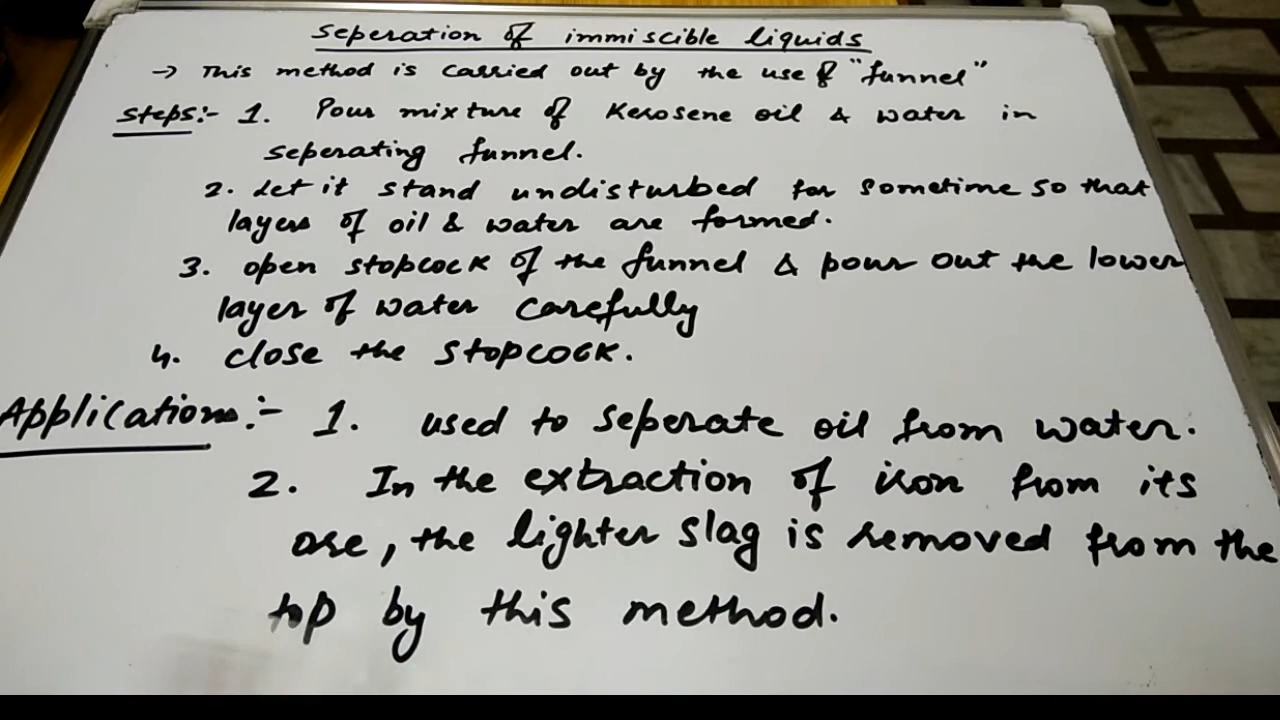 Seperation of immiscible liquids
→ This method is carried out by the use of "funnel"
Steps:- 1. Pour mixture of Kerosene oil & water in
seperating funnel.
2. Let it stand undisturbed for sometime so that
layers of oil & water are formed.
3. open stopcock of the funnel & pour out the lower
layer of water carefully
4. close the stopcock.
Applications:- 1. used to seperate oil from water.
2. In the extraction of iron from its
ore, the lighter slag is removed from the
top by this method.